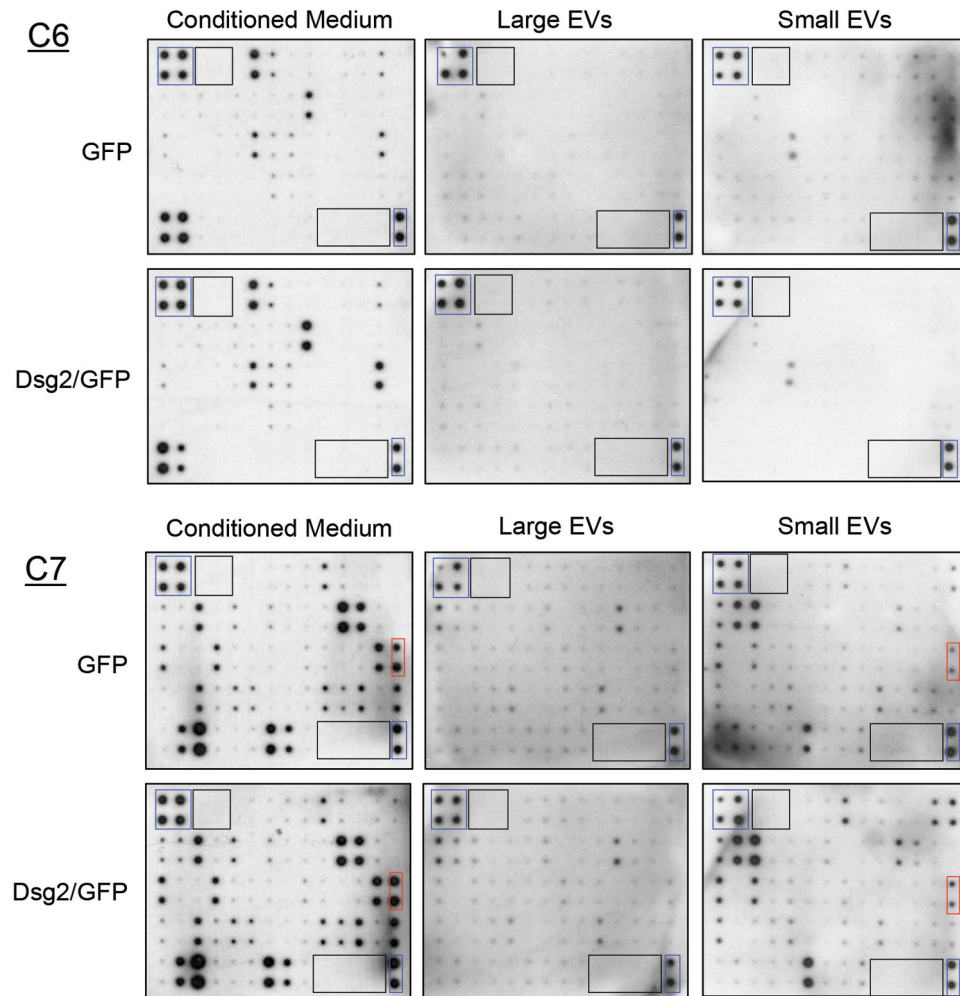 C6
Conditioned Medium
Large EVs
Small EVs
GFP
Dsg2/GFP
C7
Conditioned Medium
Large EVs
Small EVs
GFP
Dsg2/GFP